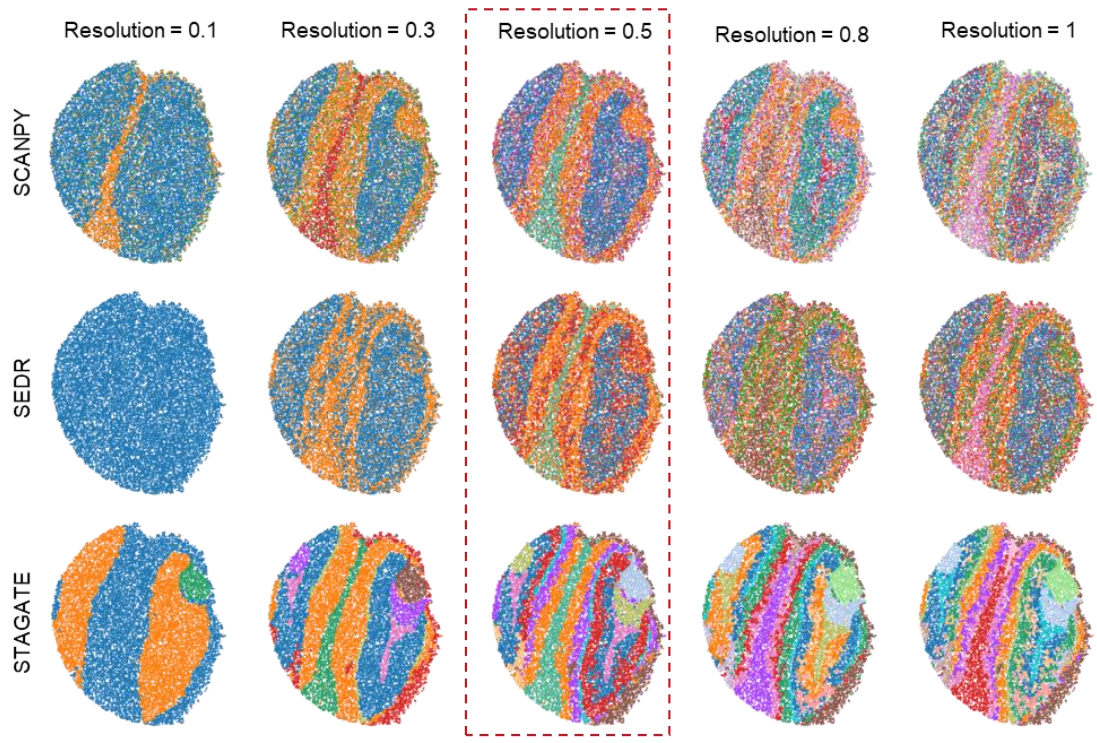 Resolution = 0.1
Resolution = 0.3
Resolution = 0.5
Resolution = 0.8
Resolution = 1
SCANPY
SEDR
STAGATE